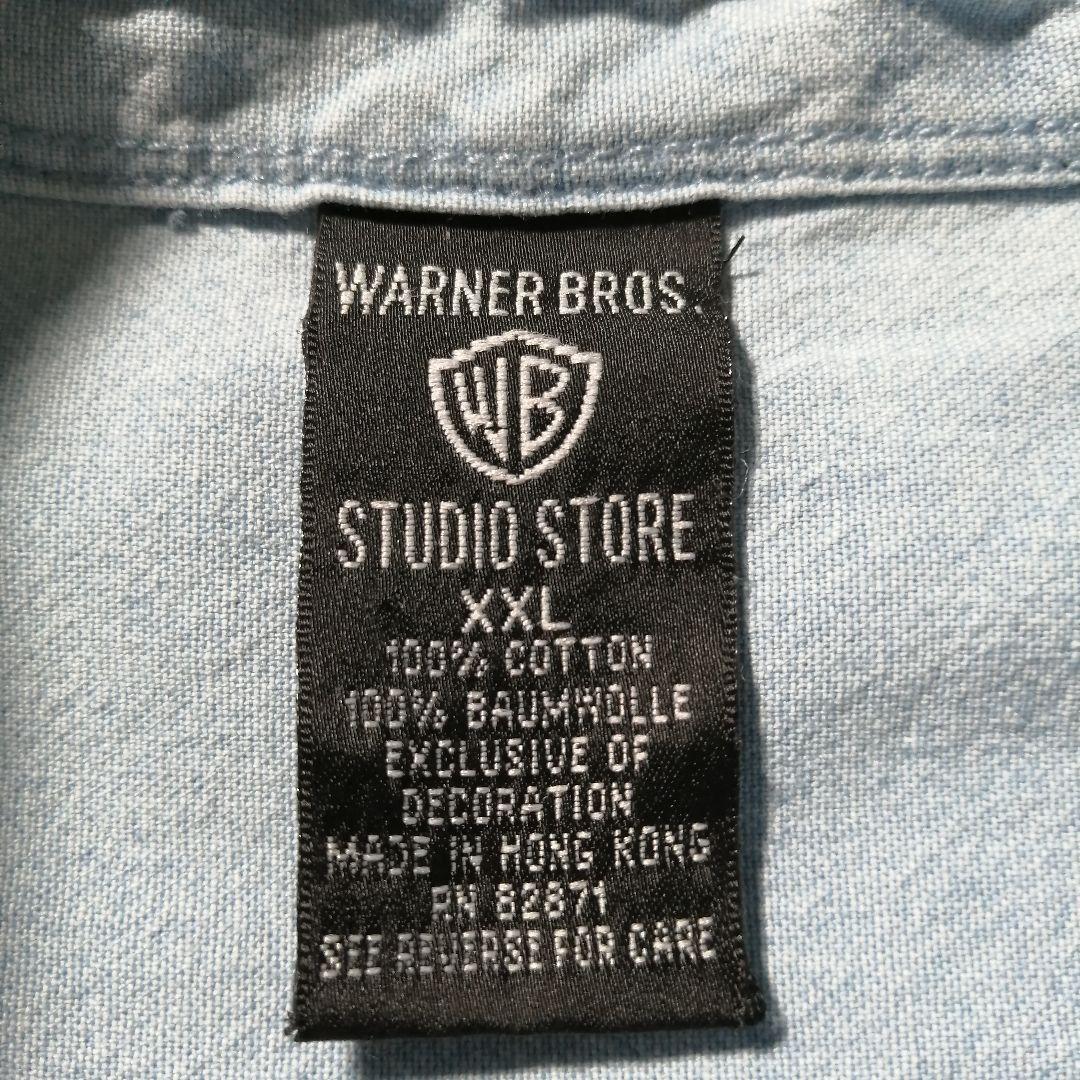 WARNER BROS.
WB
STUDIO STORE
XXL
100% COTTON
100% BAUMWOLLE
EXCLUSIVE OF
DECORATION
MADE IN HONG KONG
RN 82871
SEE REVERSE FOR CARE